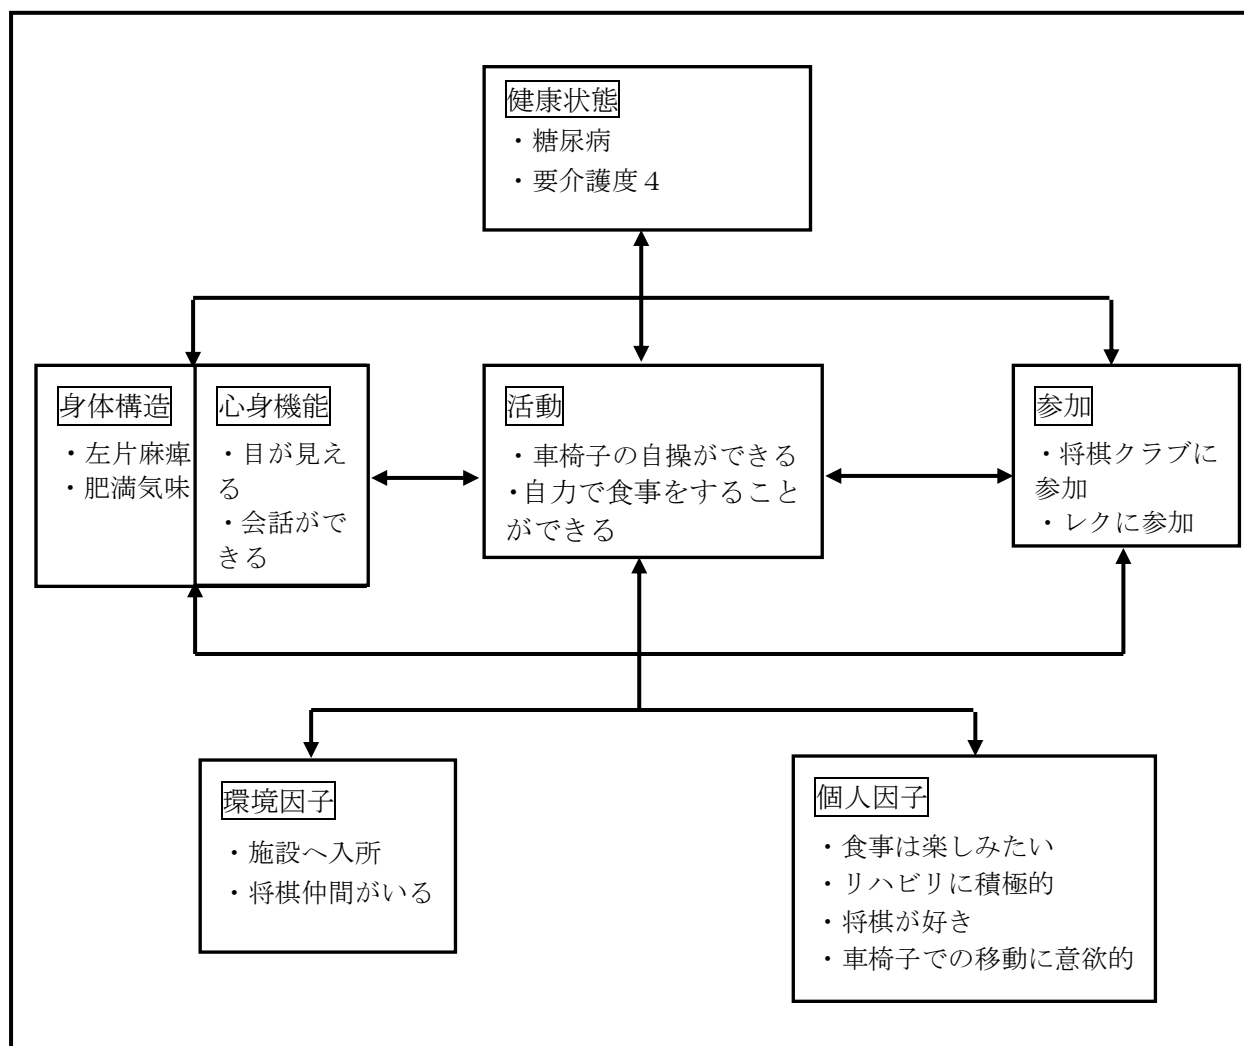 健康状態
・糖尿病
・要介護度４
身体構造
・左片麻痺
・肥満気味
心身機能
・目が見え
る
・会話がで
きる
活動
・車椅子の自操ができる
・自力で食事をすること
ができる
参加
・将棋クラブに
参加
・レクに参加
環境因子
・施設へ入所
・将棋仲間がいる
個人因子
・食事は楽しみたい
・リハビリに積極的
・将棋が好き
・車椅子での移動に意欲的